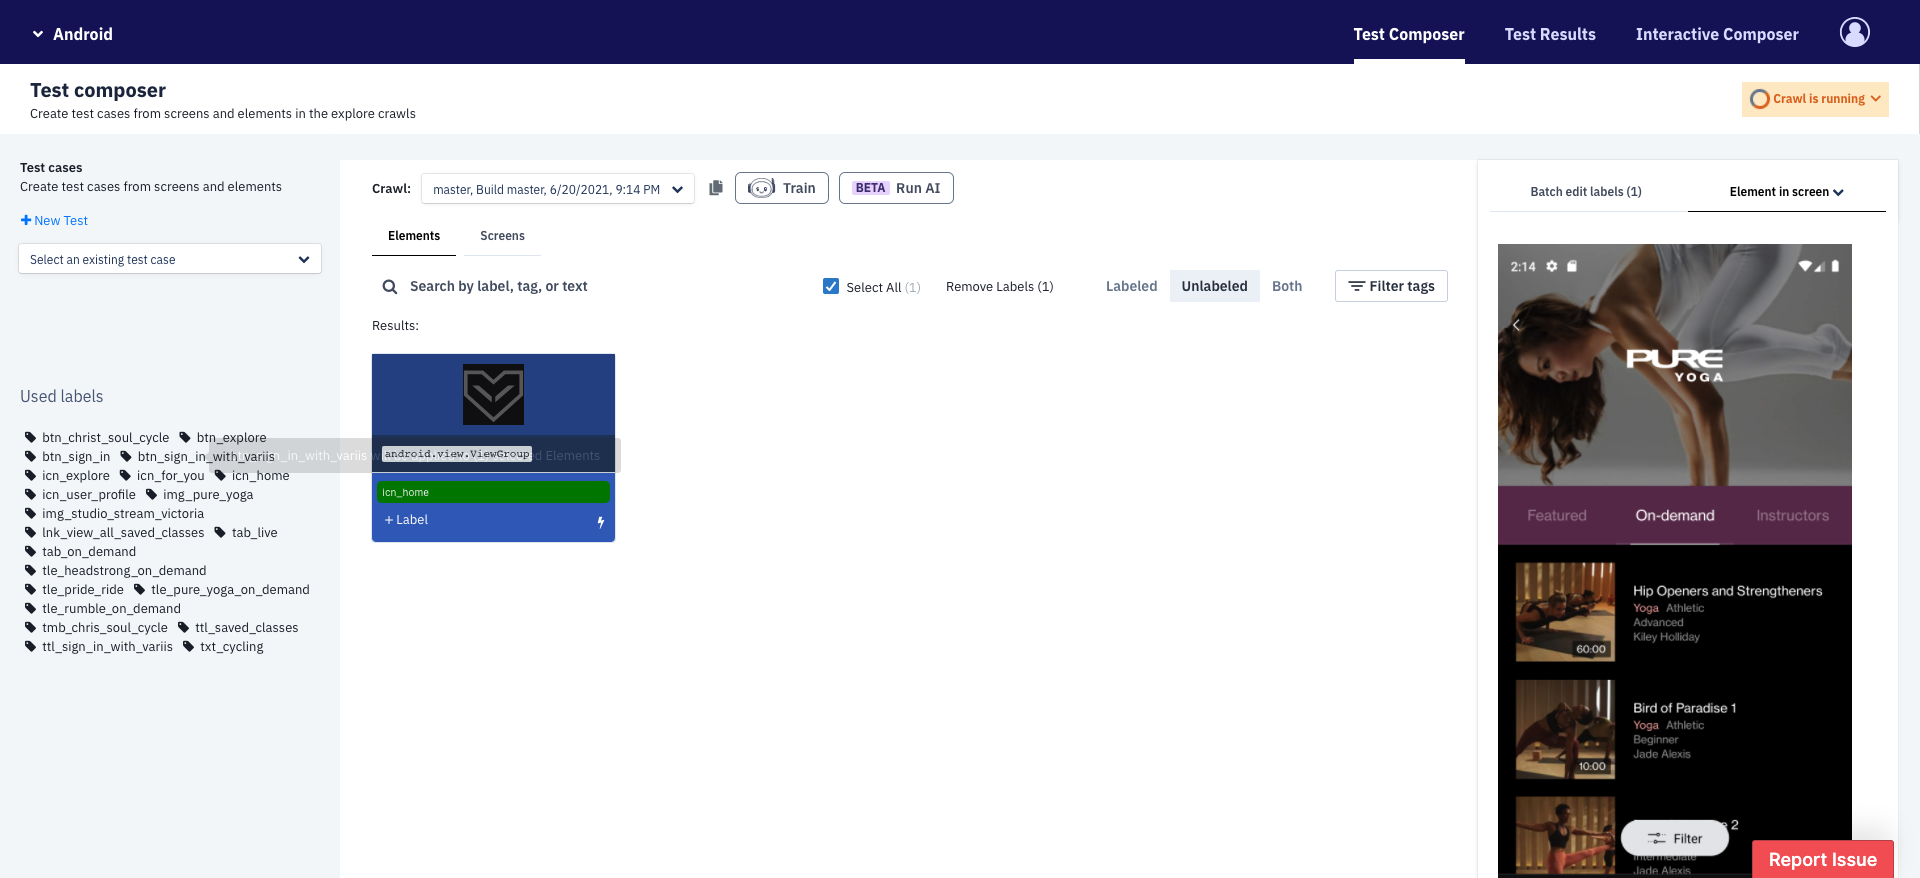 Android
Test Composer
Test Results
Interactive Composer
Test composer
Create test cases from screens and elements in the explore crawls
Crawl is running
Test cases
Create test cases from screens and elements
New Test
Select an existing test case
Used labels
btn_christ_soul_cycle btn_explore
btn_sign_in btn_sign_in_with_variis
icn_explore icn_for_you icn_home
icn_user_profile img_pure_yoga
img_studio_stream_victoria
lnk_view_all_saved_classes tab_live
tab_on_demand
tle_headstrong_on_demand
tle_pride_ride tle_pure_yoga_on_demand
tle_rumble_on_demand
tmb_chris_soul_cycle ttl_saved_classes
ttl_sign_in_with_variis txt_cycling
Crawl: master, Build master, 6/20/2021, 9:14 PM
Train
BETA Run AI
Elements
Screens
Search by label, tag, or text
Select All (1)
Remove Labels (1)
Labeled
Unlabeled
Both
Filter tags
Results:
android.view.ViewGroup
Elements
icn_home
+ Label
Batch edit labels (1)
Element in screen
2:14
PURE
YOGA
Featured
On-demand
Instructors
Hip Openers and Strengtheners
Yoga Athletic
Advanced
Kiley Holliday
60:00
Bird of Paradise 1
Yoga Athletic
Beginner
Jade Alexis
10:00
e 2
Filter
Intermediate
Jade Alexis
Report Issue